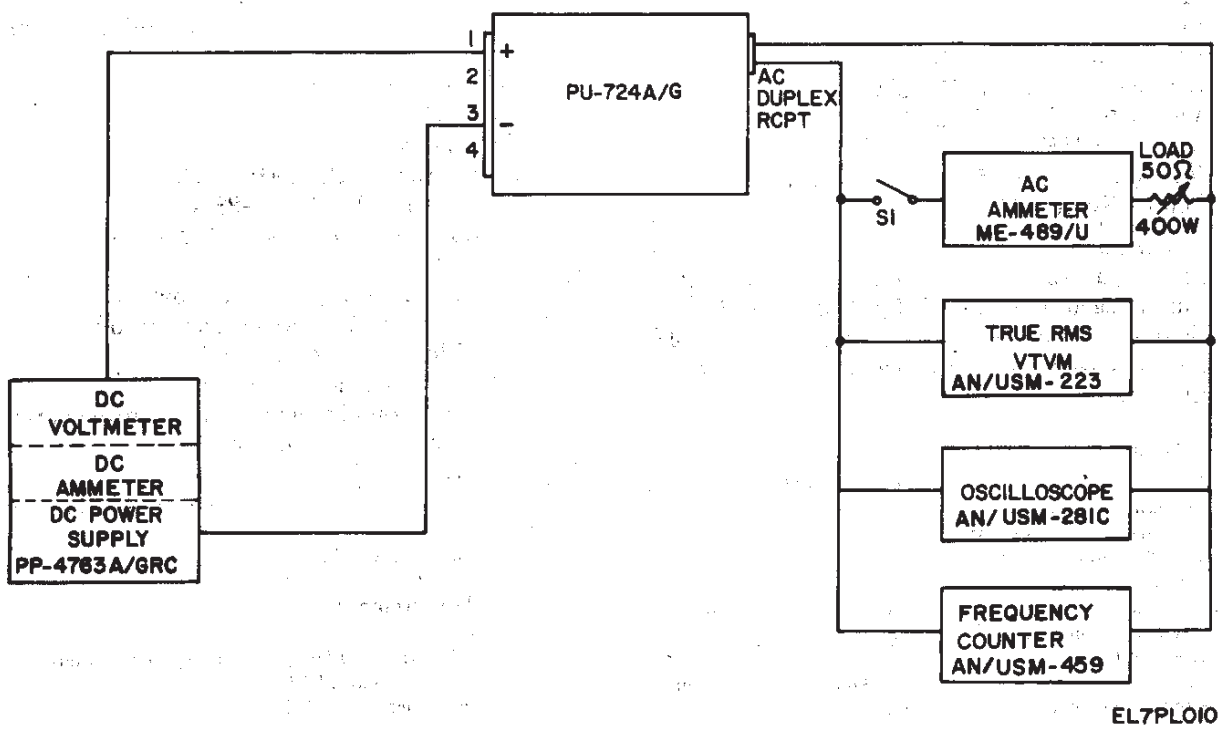 1
+
2
3
-
4
PU-724A/G
AC
DUPLEX
RCPT
LOAD
50Ω
400W
S1
AC
AMMETER
ME-489/U
TRUE RMS
VTVM
AN/USM-223
OSCILLOSCOPE
AN/USM-281C
FREQUENCY
COUNTER
AN/USM-459
DC
VOLTMETER
DC
AMMETER
DC POWER
SUPPLY
PP-4763A/GRC
EL7PL010